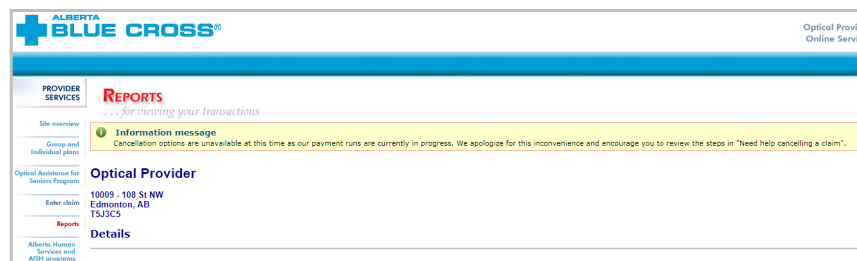 ALBERTA
BLUE CROSS®
Optical
Online
PROVIDER
SERVICES
REPORTS
. . . for viewing your transactions
Site overview
Information message
Cancellation options are unavailable at this time as our payment runs are currently in progress. We apologize for this inconvenience and encourage you to review the steps in "Need help cancelling a claim".
Group and
Individual plans
Optical Assistance for
Seniors Program
Optical Provider
10009 - 108 St NW
Edmonton, AB
T5J3C5
Enter claim
Reports
Details
Alberta Human
Services and
AISH programs